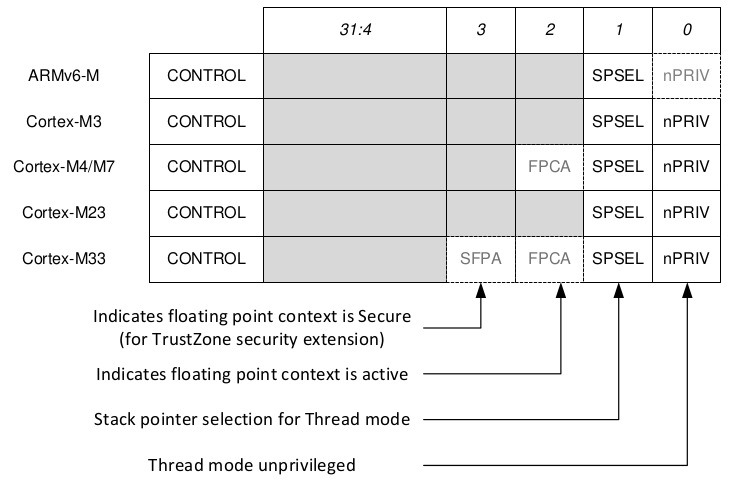 31:4 3 2 1 0
ARMv6-M CONTROL SPSEL nPRIV
Cortex-M3 CONTROL SPSEL nPRIV
Cortex-M4/M7 CONTROL FPCA SPSEL nPRIV
Cortex-M23 CONTROL SPSEL nPRIV
Cortex-M33 CONTROL SFPA FPCA SPSEL nPRIV
Indicates floating point context is Secure
(for TrustZone security extension)
Indicates floating point context is active
Stack pointer selection for Thread mode
Thread mode unprivileged